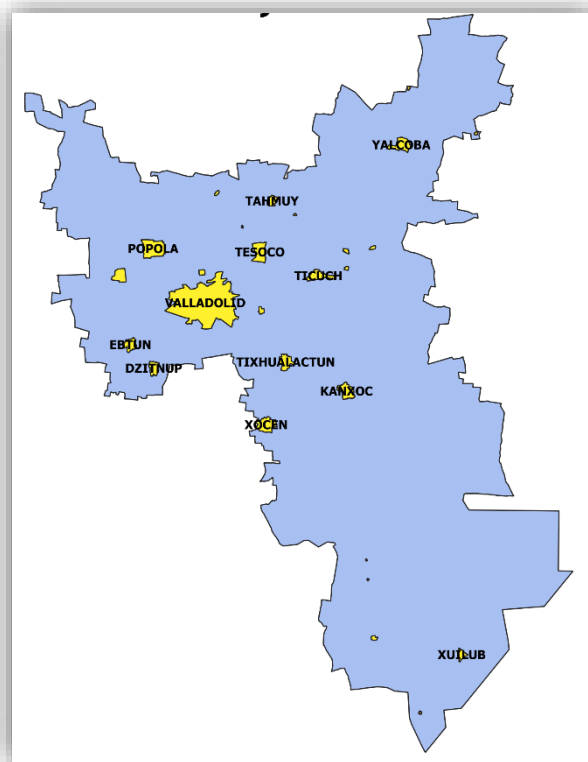 YALCOBA
TAHMUY
POPOLA
TESOCO
TICUCH
VALLADOLID
EBTUN
DZITNUP
TIXHUALACTUN
KANXOC
XOCEN
XUILUB